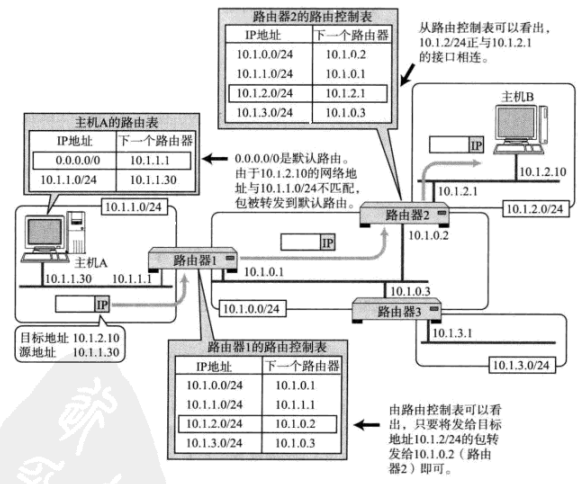 路由器2的路由控制表
IP地址 下一个路由器
10.1.0.0/24 10.1.0.2
10.1.1.0/24 10.1.0.1
10.1.2.0/24 10.1.2.1
10.1.3.0/24 10.1.0.3
从路由控制表可以看出，
10.1.2/24正与10.1.2.1
的接口相连。
主机A的路由表
IP地址 下一个路由器
0.0.0.0/0 10.1.1.1
10.1.1.0/24 10.1.1.30
0.0.0.0/0是默认路由。
由于10.1.2.10的网络地
址与10.1.1.0/24不匹配，
包被转发到默认路由。
主机B
IP
10.1.2.10
10.1.2.1
10.1.2.0/24
路由器2
10.1.0.2
IP
10.1.1.0/24
主机A
10.1.1.30
10.1.1.1
路由器1
10.1.0.1
IP
10.1.0.0/24
10.1.0.3
路由器3
10.1.3.1
10.1.3.0/24
目标地址 10.1.2.10
源地址 10.1.1.30
路由器1的路由控制表
IP地址 下一个路由器
10.1.0.0/24 10.1.0.1
10.1.1.0/24 10.1.1.1
10.1.2.0/24 10.1.0.2
10.1.3.0/24 10.1.0.3
由路由控制表可以看
出，只要将发给目标
地址10.1.2/24的包转
发给10.1.0.2（路由
器2）即可。